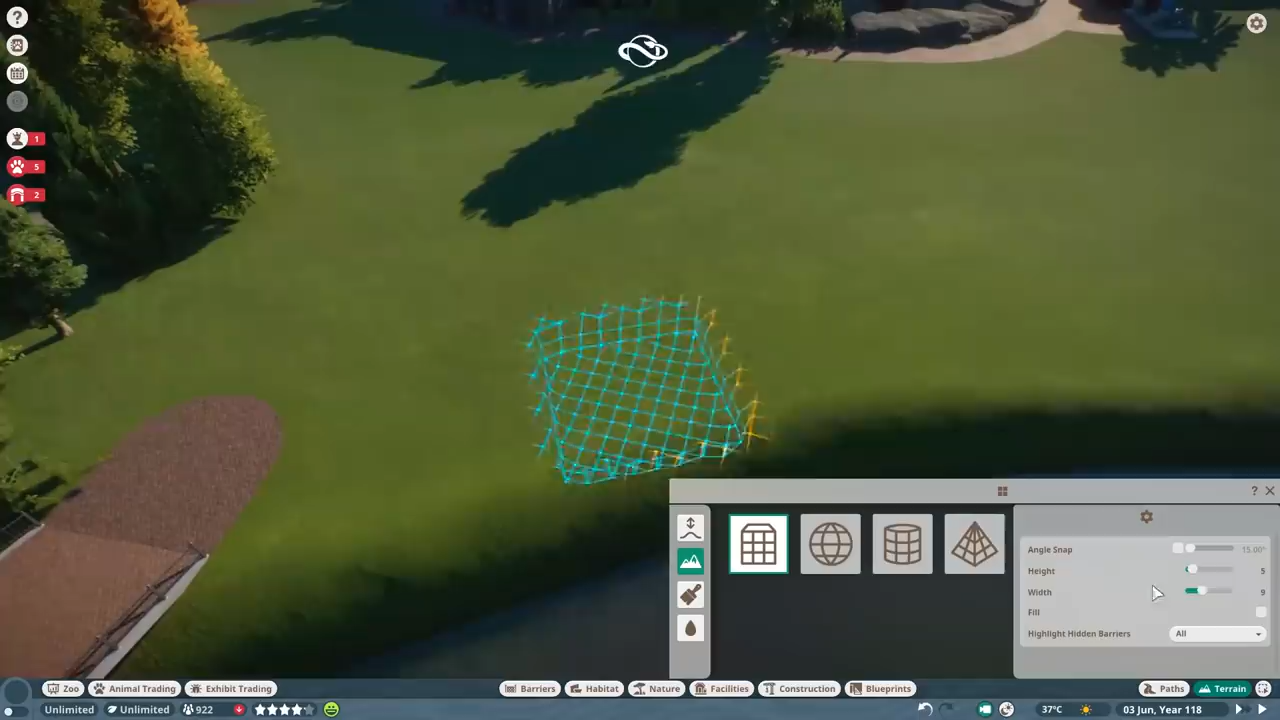 ?
1
5
2
? ×
Angle Snap 15.00°
Height 5
Width 9
Fill
Highlight Hidden Barriers All
Zoo Animal Trading Exhibit Trading Barriers Habitat Nature Facilities Construction Blueprints Paths Terrain
Unlimited Unlimited 922 37°C 03 Jun, Year 118